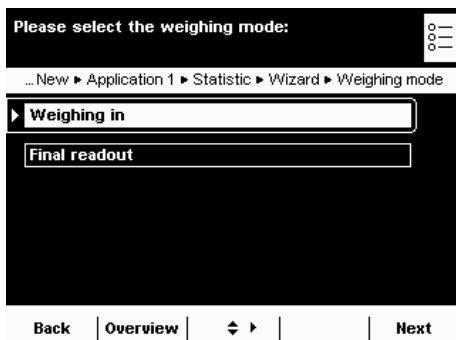 Please select the weighing mode:
... New ▸ Application 1 ▸ Statistic ▸ Wizard ▸ Weighing mode
Weighing in
Final readout
Back Overview Next